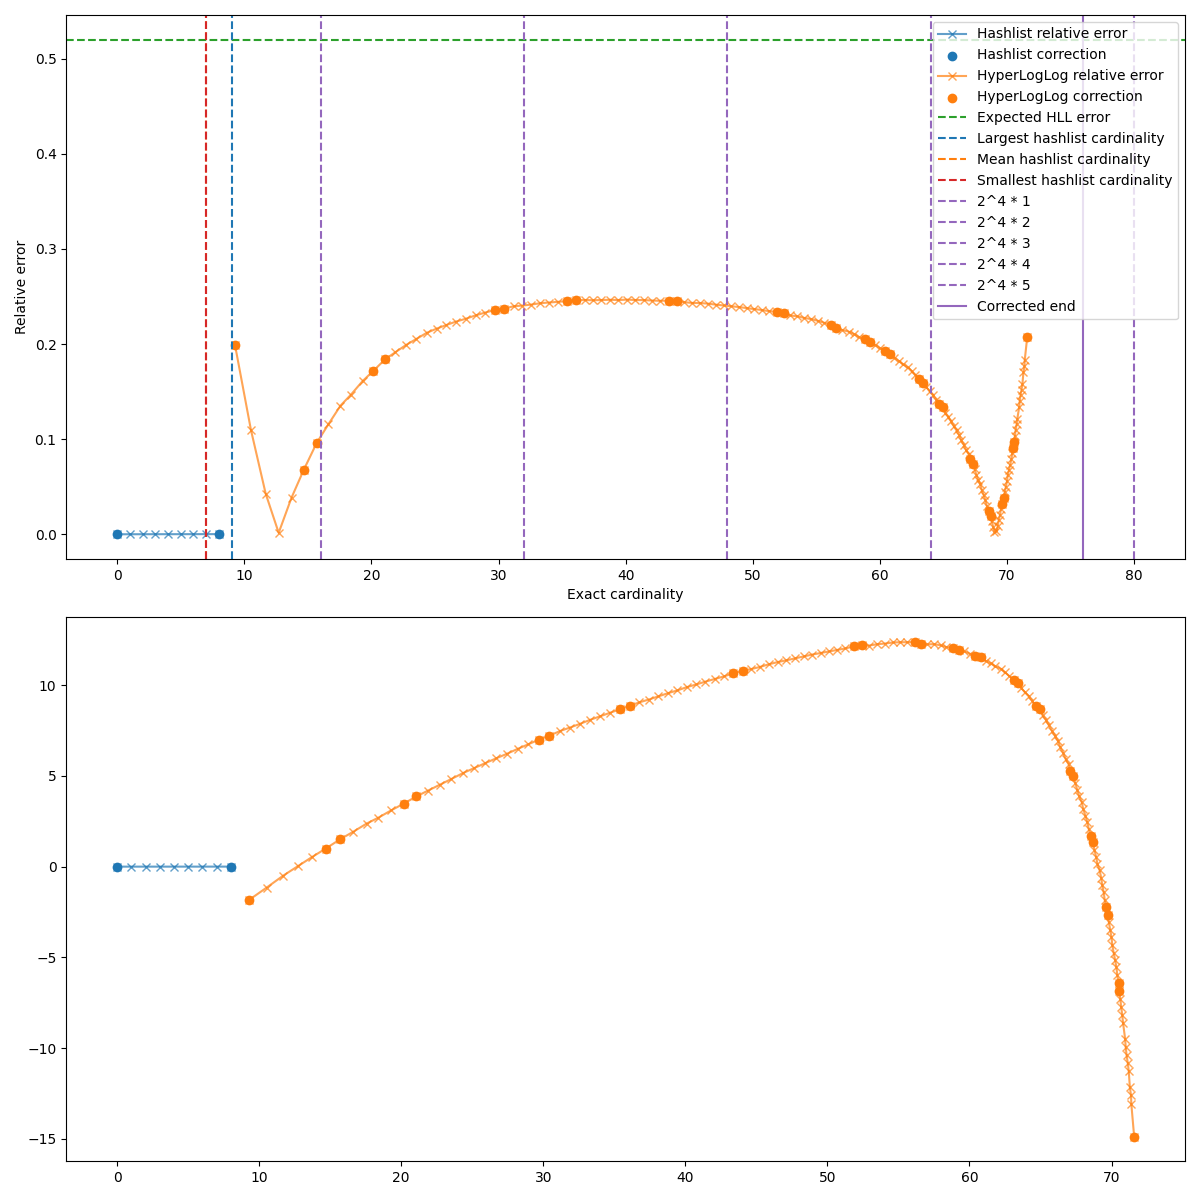 0.5
0.4
0.3
0.2
0.1
0.0
Relative error
Hashlist relative error
Hashlist correction
HyperLogLog relative error
HyperLogLog correction
Expected HLL error
Largest hashlist cardinality
Mean hashlist cardinality
Smallest hashlist cardinality
2^4 * 1
2^4 * 2
2^4 * 3
2^4 * 4
2^4 * 5
Corrected end
0 10 20 30 40 50 60 70 80
Exact cardinality
10
5
0
−5
−10
−15
0 10 20 30 40 50 60 70